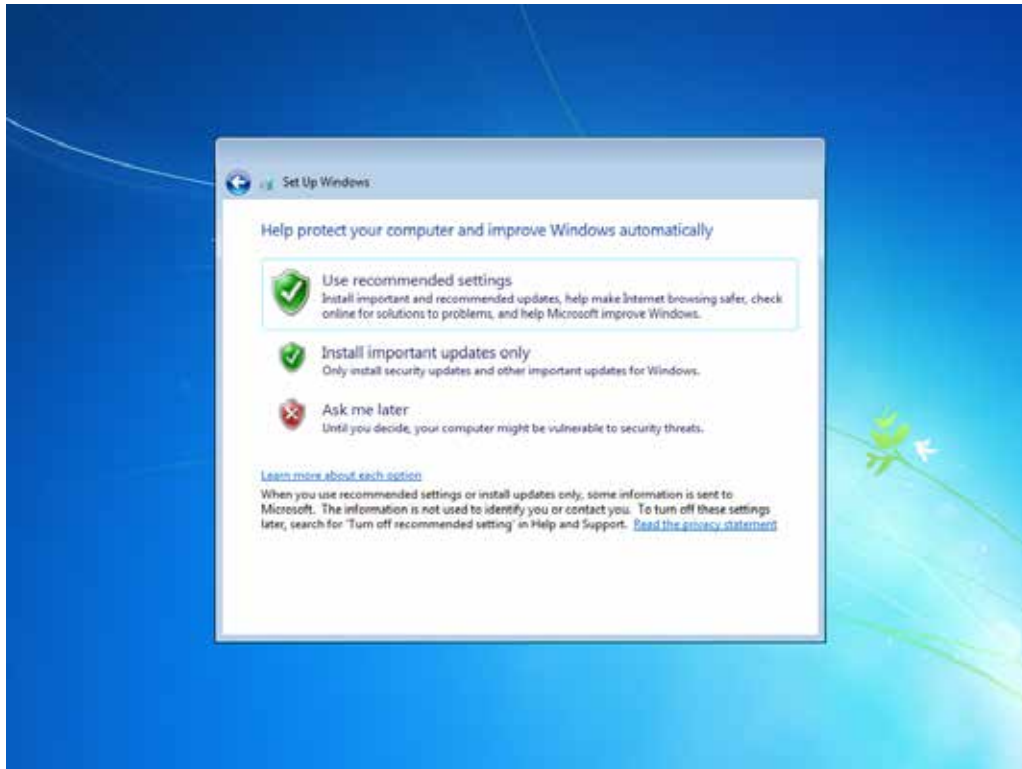 Set Up Windows
Help protect your computer and improve Windows automatically
Use recommended settings
Install important and recommended updates, help make Internet browsing safer, check
online for solutions to problems, and help Microsoft improve Windows.
Install important updates only
Only install security updates and other important updates for Windows.
Ask me later
Until you decide, your computer might be vulnerable to security threats.
Learn more about each option
When you use recommended settings or install updates only, some information is sent to
Microsoft. The information is not used to identify you or contact you. To turn off these settings
later, search for 'Turn off recommended setting' in Help and Support. Read the privacy statement